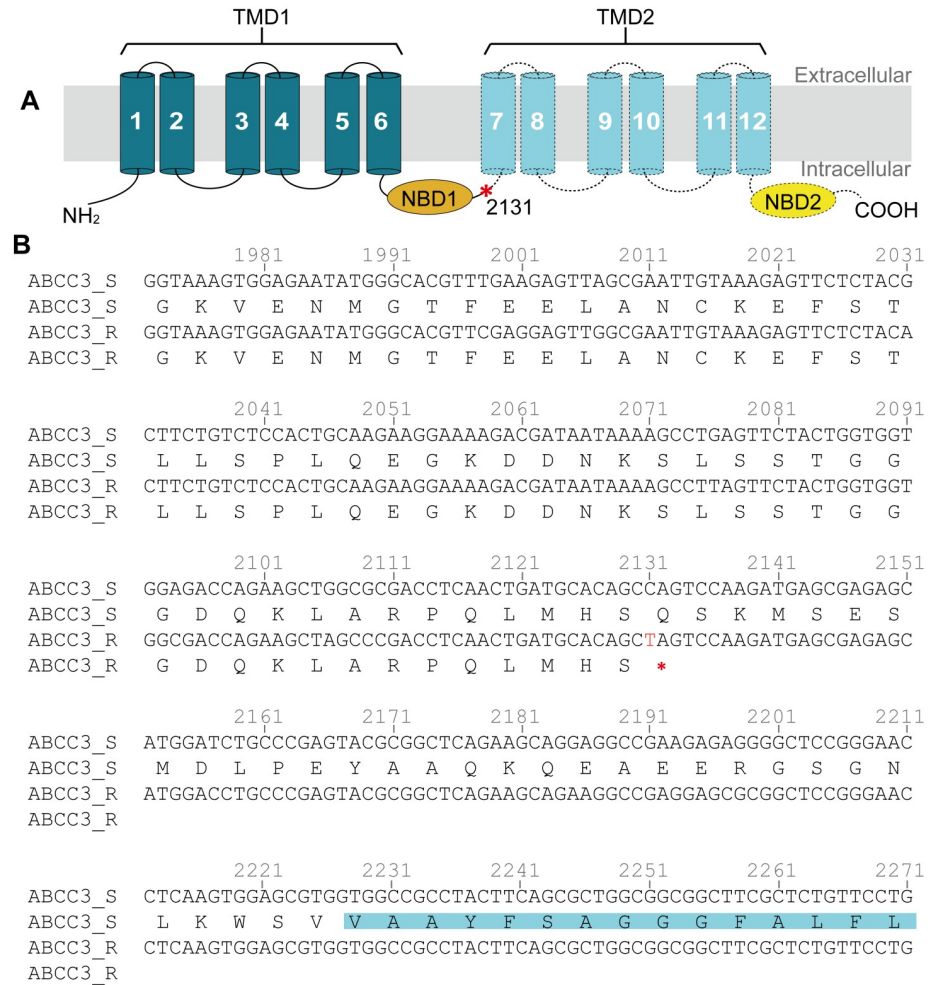 TMD1 TMD2
A
Extracellular
1 2 3 4 5 6 7 8 9 10 11 12
Intracellular
NH2 NBD1 *2131 NBD2 COOH
B
1981 1991 2001 2011 2021 2031
ABCC3_S GGTAAAGTGGAGAATATGGGCACGTTTGAAGAGTTAGCGAATTGTAAAGAGTTCTCTACG
ABCC3_S G K V E N M G T F E E L A N C K E F S T
ABCC3_R GGTAAAGTGGAGAATATGGGCACGTTCGAGGAGTTGGCGAATTGTAAAGAGTTCTCTACA
ABCC3_R G K V E N M G T F E E L A N C K E F S T
2041 2051 2061 2071 2081 2091
ABCC3_S CTTCTGTCTCCACTGCAAGAAGGAAAAGACGATAATAAAAGCCTGAGTTCTACTGGTGGT
ABCC3_S L L S P L Q E G K D D N K S L S S T G G
ABCC3_R CTTCTGTCTCCACTGCAAGAAGGAAAAGACGATAATAAAAGCCTTAGTTCTACTGGTGGT
ABCC3_R L L S P L Q E G K D D N K S L S S T G G
2101 2111 2121 2131 2141 2151
ABCC3_S GGAGACCAGAAGCTGGCGCGACCTCAACTGATGCACAGCCAGTCCAAGATGAGCGAGAGC
ABCC3_S G D Q K L A R P Q L M H S Q S K M S E S
ABCC3_R GGCGACCAGAAGCTAGCCCGACCTCAACTGATGCACAGCTAGTCCAAGATGAGCGAGAGC
ABCC3_R G D Q K L A R P Q L M H S *
2161 2171 2181 2191 2201 2211
ABCC3_S ATGGATCTGCCCGAGTACGCGGCTCAGAAGCAGGAGGCCGAAGAGAGGGGCTCCGGGAAC
ABCC3_S M D L P E Y A A Q K Q E A E E R G S G N
ABCC3_R ATGGACCTGCCCGAGTACGCGGCTCAGAAGCAGAAGGCCGAGGAGCGCGGCTCCGGGAAC
ABCC3_R
2221 2231 2241 2251 2261 2271
ABCC3_S CTCAAGTGGAGCGTGGTGGCCGCCTACTTCAGCGCTGGCGGCGGCTTCGCTCTGTTCCTG
ABCC3_S L K W S V V A A Y F S A G G G F A L F L
ABCC3_R CTCAAGTGGAGCGTGGTGGCCGCCTACTTCAGCGCTGGCGGCGGCTTCGCTCTGTTCCTG
ABCC3_R